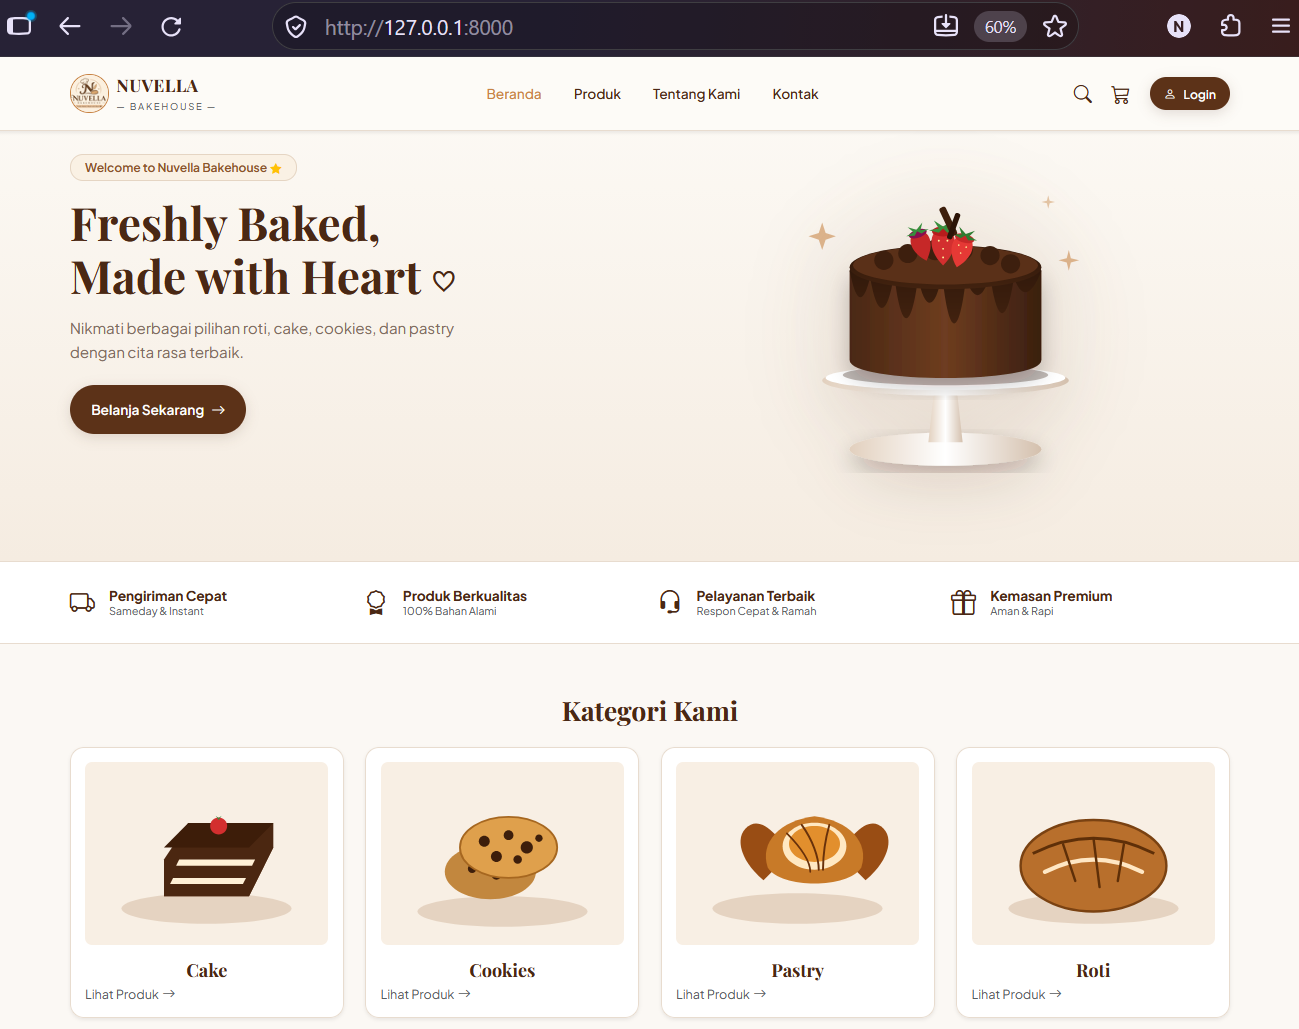 http://127.0.0.1:8000
60%
N
NUVELLA
— BAKEHOUSE —
Beranda
Produk
Tentang Kami
Kontak
Login
Welcome to Nuvella Bakehouse ⭐
Freshly Baked,
Made with Heart ♡
Nikmati berbagai pilihan roti, cake, cookies, dan pastry
dengan cita rasa terbaik.
Belanja Sekarang →
Pengiriman Cepat
Sameday & Instant
Produk Berkualitas
100% Bahan Alami
Pelayanan Terbaik
Respon Cepat & Ramah
Kemasan Premium
Aman & Rapi
Kategori Kami
Cake
Lihat Produk →
Cookies
Lihat Produk →
Pastry
Lihat Produk →
Roti
Lihat Produk →